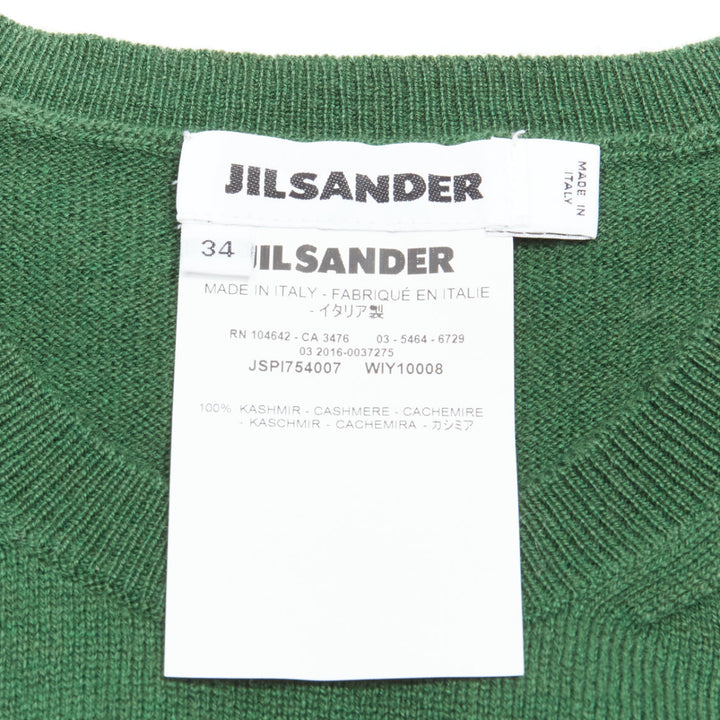 JILSANDER
MADE IN
ITALY
34
JILSANDER
MADE IN ITALY - FABRIQUÉ EN ITALIE
- イタリア製
RN 104642 - CA 3476 03 - 5464 - 6729
03 2016-0037275
JSPI754007 WIY10008
100% KASHMIR - CASHMERE - CACHEMIRE
- KASCHMIR - CACHEMIRA - カシミア